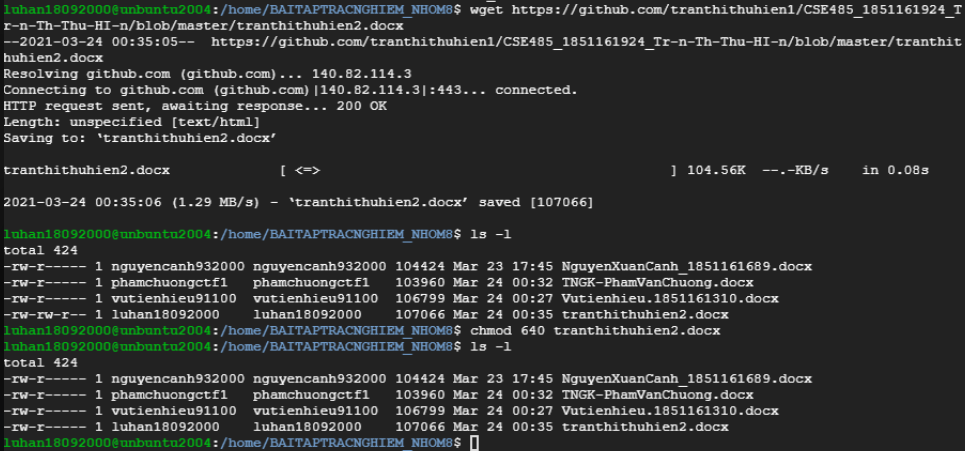 luhan18092000@unbuntu2004:/home/BAITAPTRACNGHIEM_NHOM8$ wget https://github.com/tranthithuhien1/CSE485_1851161924_T
r-n-Th-Thu-HI-n/blob/master/tranthithuhien2.docx
--2021-03-24 00:35:05--  https://github.com/tranthithuhien1/CSE485_1851161924_Tr-n-Th-Thu-HI-n/blob/master/tranthit
huhien2.docx
Resolving github.com (github.com)... 140.82.114.3
Connecting to github.com (github.com)|140.82.114.3|:443... connected.
HTTP request sent, awaiting response... 200 OK
Length: unspecified [text/html]
Saving to: ‘tranthithuhien2.docx’
tranthithuhien2.docx             [ <=>                                           ] 104.56K  --.-KB/s    in 0.08s
2021-03-24 00:35:06 (1.29 MB/s) - ‘tranthithuhien2.docx’ saved [107066]
luhan18092000@unbuntu2004:/home/BAITAPTRACNGHIEM_NHOM8$ ls -l
total 424
-rw-r----- 1 nguyencanh932000 nguyencanh932000 104424 Mar 23 17:45 NguyenXuanCanh_1851161689.docx
-rw-r----- 1 phamchuongctf1   phamchuongctf1   103960 Mar 24 00:32 TNGK-PhamVanChuong.docx
-rw-r----- 1 vutienhieu91100  vutienhieu91100  106799 Mar 24 00:27 Vutienhieu.1851161310.docx
-rw-rw-r-- 1 luhan18092000    luhan18092000    107066 Mar 24 00:35 tranthithuhien2.docx
luhan18092000@unbuntu2004:/home/BAITAPTRACNGHIEM_NHOM8$ chmod 640 tranthithuhien2.docx
luhan18092000@unbuntu2004:/home/BAITAPTRACNGHIEM_NHOM8$ ls -l
total 424
-rw-r----- 1 nguyencanh932000 nguyencanh932000 104424 Mar 23 17:45 NguyenXuanCanh_1851161689.docx
-rw-r----- 1 phamchuongctf1   phamchuongctf1   103960 Mar 24 00:32 TNGK-PhamVanChuong.docx
-rw-r----- 1 vutienhieu91100  vutienhieu91100  106799 Mar 24 00:27 Vutienhieu.1851161310.docx
-rw-r----- 1 luhan18092000    luhan18092000    107066 Mar 24 00:35 tranthithuhien2.docx
luhan18092000@unbuntu2004:/home/BAITAPTRACNGHIEM_NHOM8$